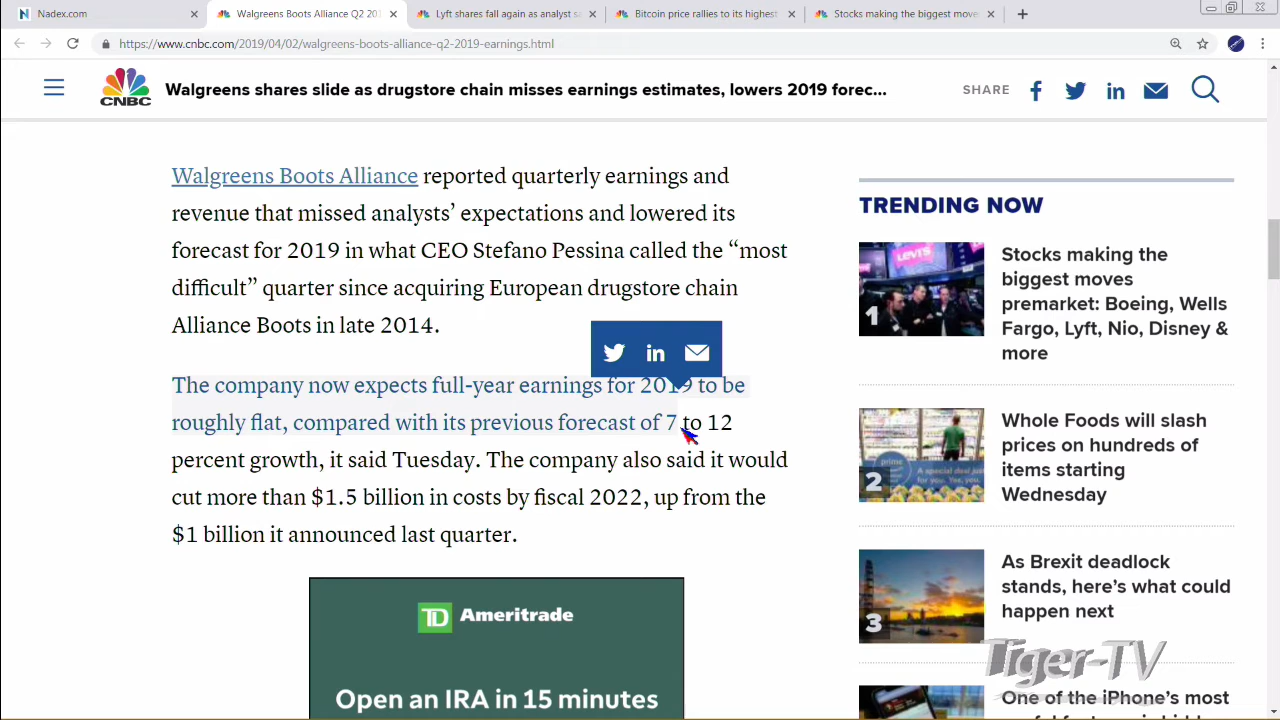 Nadex.com
Walgreens Boots Alliance Q2 201
Lyft shares fall again as analyst sa
Bitcoin price rallies to its highest
Stocks making the biggest move
https://www.cnbc.com/2019/04/02/walgreens-boots-alliance-q2-2019-earnings.html
CNBC
Walgreens shares slide as drugstore chain misses earnings estimates, lowers 2019 forec...
SHARE
Walgreens Boots Alliance reported quarterly earnings and
revenue that missed analysts’ expectations and lowered its
forecast for 2019 in what CEO Stefano Pessina called the “most
difficult” quarter since acquiring European drugstore chain
Alliance Boots in late 2014.
The company now expects full-year earnings for 2019 to be
roughly flat, compared with its previous forecast of 7 to 12
percent growth, it said Tuesday. The company also said it would
cut more than $1.5 billion in costs by fiscal 2022, up from the
$1 billion it announced last quarter.
TD Ameritrade
Open an IRA in 15 minutes
TRENDING NOW
LEVI'S
1
Stocks making the
biggest moves
premarket: Boeing, Wells
Fargo, Lyft, Nio, Disney &
more
prime
2
Whole Foods will slash
prices on hundreds of
items starting
Wednesday
3
As Brexit deadlock
stands, here’s what could
happen next
One of the iPhone’s most
Tiger-TV